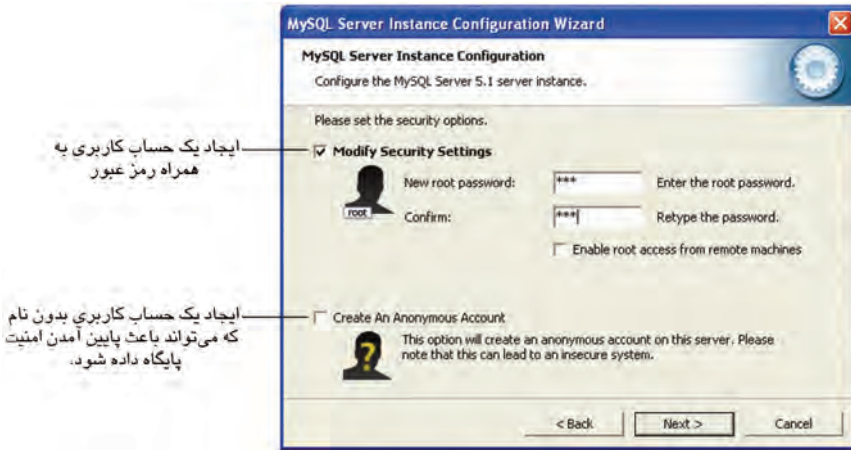 MySQL Server Instance Configuration Wizard
MySQL Server Instance Configuration
Configure the MySQL Server 5.1 server instance.
Please set the security options.
ایجاد یک حساب کاربری به
همراه رمز عبور
Modify Security Settings
root
New root password:
***
Enter the root password.
Confirm:
***
Retype the password.
Enable root access from remote machines
ایجاد یک حساب کاربری بدون نام
که می‌تواند باعث پایین آمدن امنیت
پایگاه داده شود.
Create An Anonymous Account
This option will create an anonymous account on this server. Please
note that this can lead to an insecure system.
< Back
Next >
Cancel